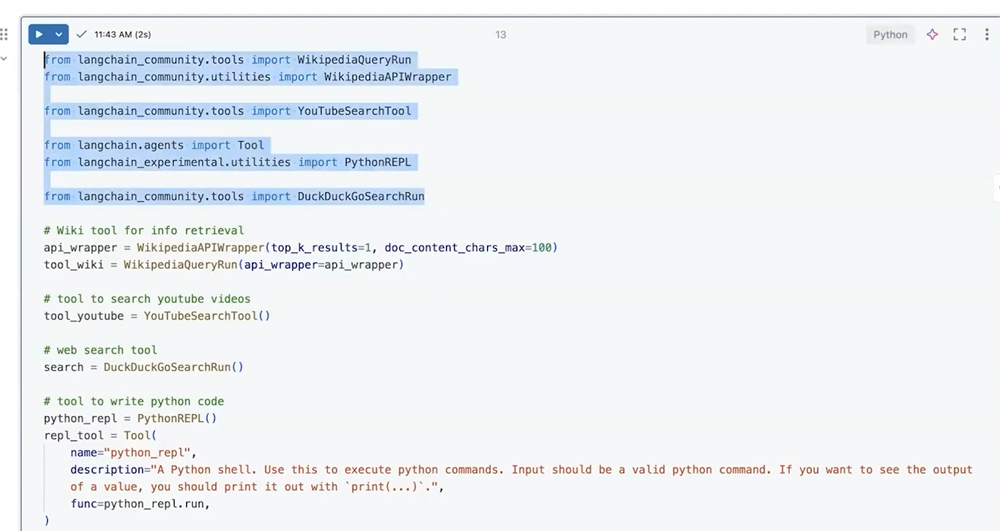 11:43 AM (2s)
13
Python
from langchain_community.tools import WikipediaQueryRun
from langchain_community.utilities import WikipediaAPIWrapper
from langchain_community.tools import YouTubeSearchTool
from langchain.agents import Tool
from langchain_experimental.utilities import PythonREPL
from langchain_community.tools import DuckDuckGoSearchRun
# Wiki tool for info retrieval
api_wrapper = WikipediaAPIWrapper(top_k_results=1, doc_content_chars_max=100)
tool_wiki = WikipediaQueryRun(api_wrapper=api_wrapper)
# tool to search youtube videos
tool_youtube = YouTubeSearchTool()
# web search tool
search = DuckDuckGoSearchRun()
# tool to write python code
python_repl = PythonREPL()
repl_tool = Tool(
    name="python_repl",
    description="A Python shell. Use this to execute python commands. Input should be a valid python command. If you want to see the output
    of a value, you should print it out with `print(...)`.",
    func=python_repl.run,
)